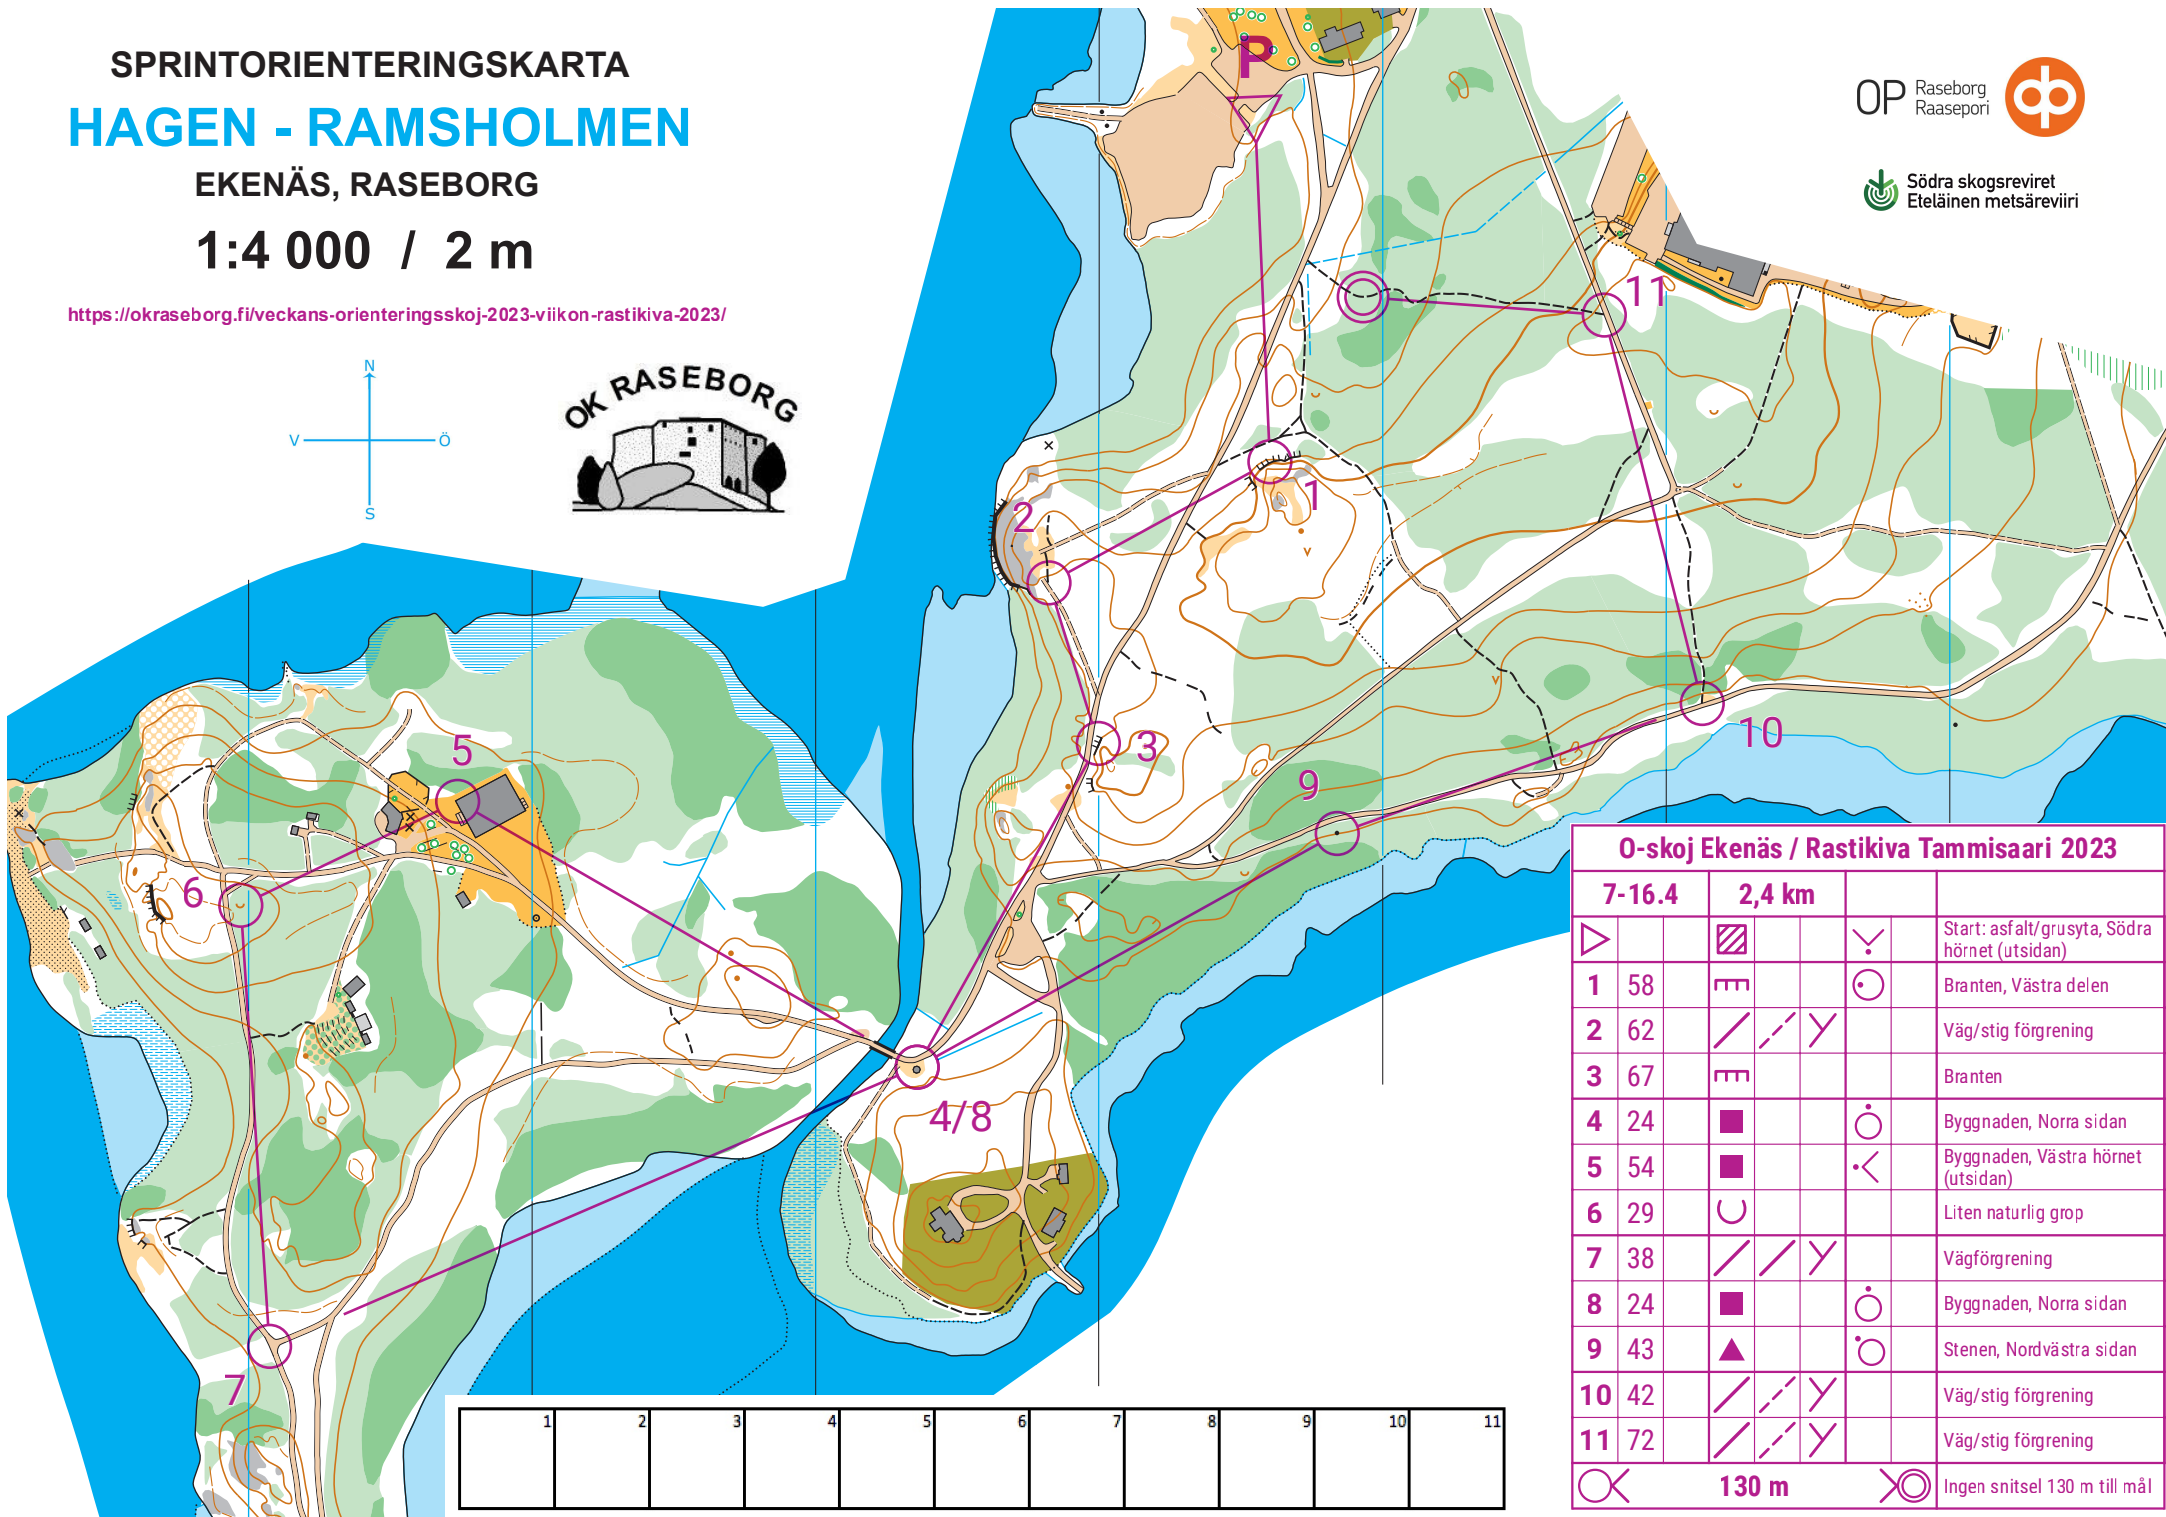 SPRINTORIENTERINGSKARTA
HAGEN - RAMSHOLMEN
EKENÄS, RASEBORG
1:4 000 / 2 m
https://okraseborg.fi/veckans-orienteringsskoj-2023-viikon-rastikiva-2023/
N
V Ö
S
OK RASEBORG
P
OP Raseborg
Raasepori
Södra skogsreviret
Eteläinen metsäreviiri
11
1
2
3
5
10
9
6
4/8
7
O-skoj Ekenäs / Rastikiva Tammisaari 2023
7-16.4 2,4 km
Start: asfalt/grusyta, Södra
hörnet (utsidan)
1 58 Branten, Västra delen
2 62 Väg/stig förgrening
3 67 Branten
4 24 Byggnaden, Norra sidan
5 54 Byggnaden, Västra hörnet
(utsidan)
6 29 Liten naturlig grop
7 38 Vägförgrening
8 24 Byggnaden, Norra sidan
9 43 Stenen, Nordvästra sidan
10 42 Väg/stig förgrening
11 72 Väg/stig förgrening
130 m Ingen snitsel 130 m till mål
1 2 3 4 5 6 7 8 9 10 11